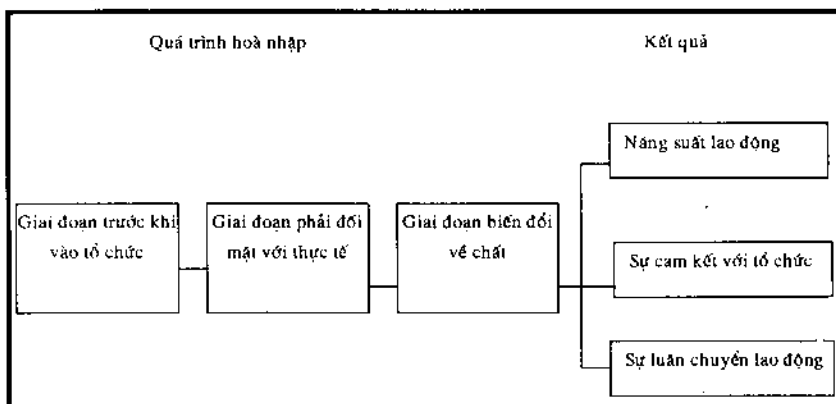 Quá trình hoà nhập
Kết quả
Năng suất lao động
Giai đoạn trước khi
vào tổ chức
Giai đoạn phải đối
mặt với thực tế
Giai đoạn biến đổi
về chất
Sự cam kết với tổ chức
Sự luân chuyển lao động